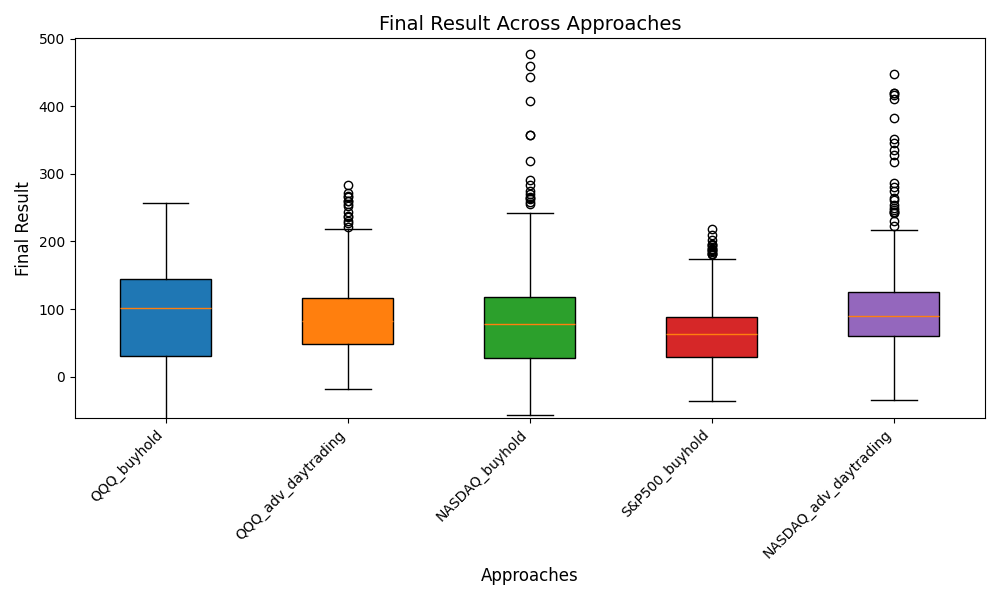 Final Result Across Approaches
Final Result
500
400
300
200
100
0
QQQ_buyhold
QQQ_adv_daytrading
NASDAQ_buyhold
S&P500_buyhold
NASDAQ_adv_daytrading
Approaches